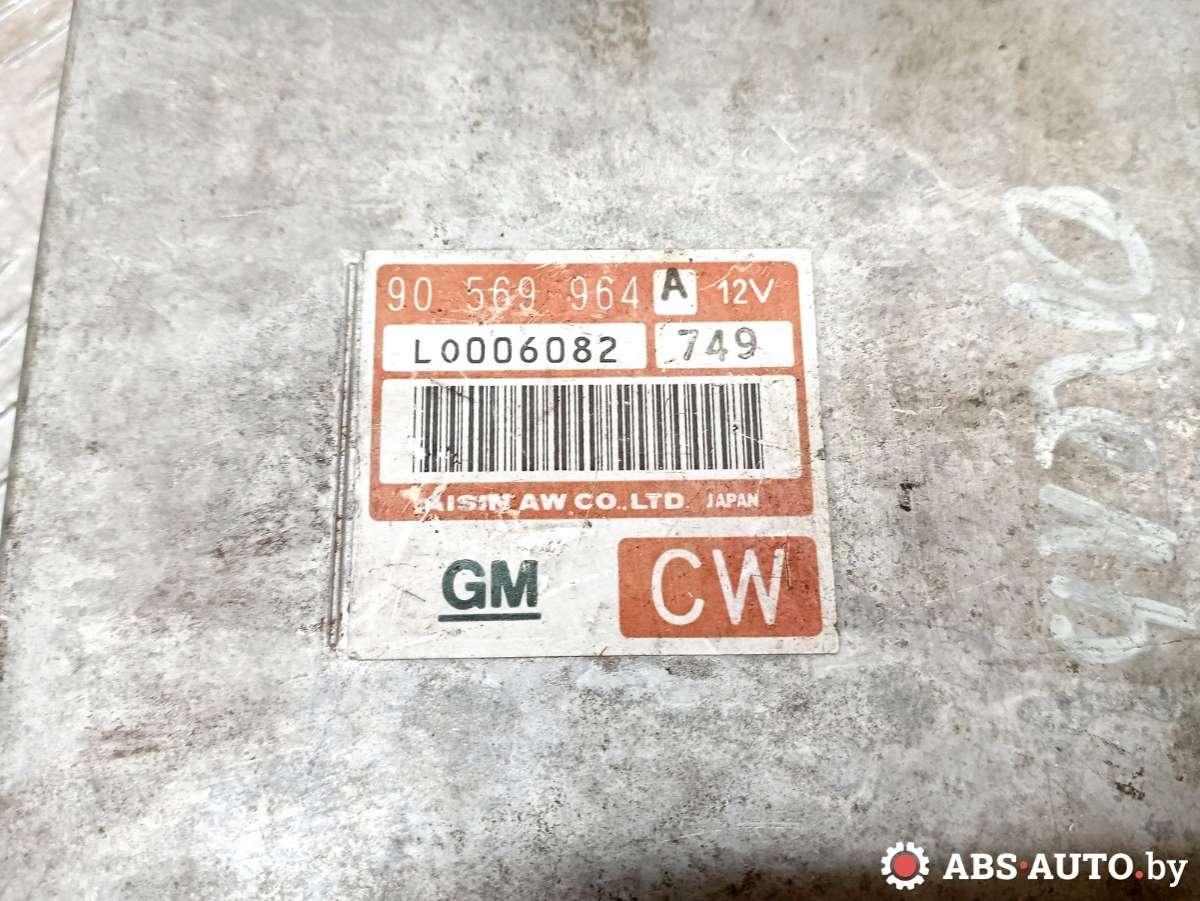 90 569 964 A 12V
L0006082 749
AISIN AW CO., LTD. JAPAN
GM CW
ABS·AUTO.by